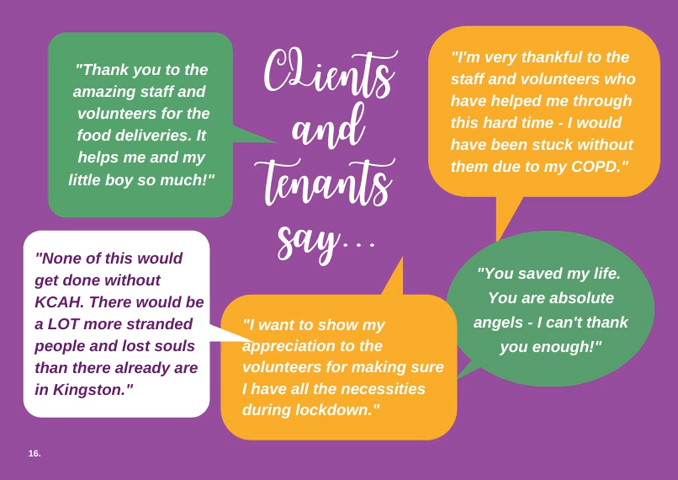 Clients
and
tenants
say...
"Thank you to the
amazing staff and
volunteers for the
food deliveries. It
helps me and my
little boy so much!"
"I'm very thankful to the
staff and volunteers who
have helped me through
this hard time - I would
have been stuck without
them due to my COPD."
"None of this would
get done without
KCAH. There would be
a LOT more stranded
people and lost souls
than there already are
in Kingston."
"I want to show my
appreciation to the
volunteers for making sure
I have all the necessities
during lockdown."
"You saved my life.
You are absolute
angels - I can't thank
you enough!"
16.